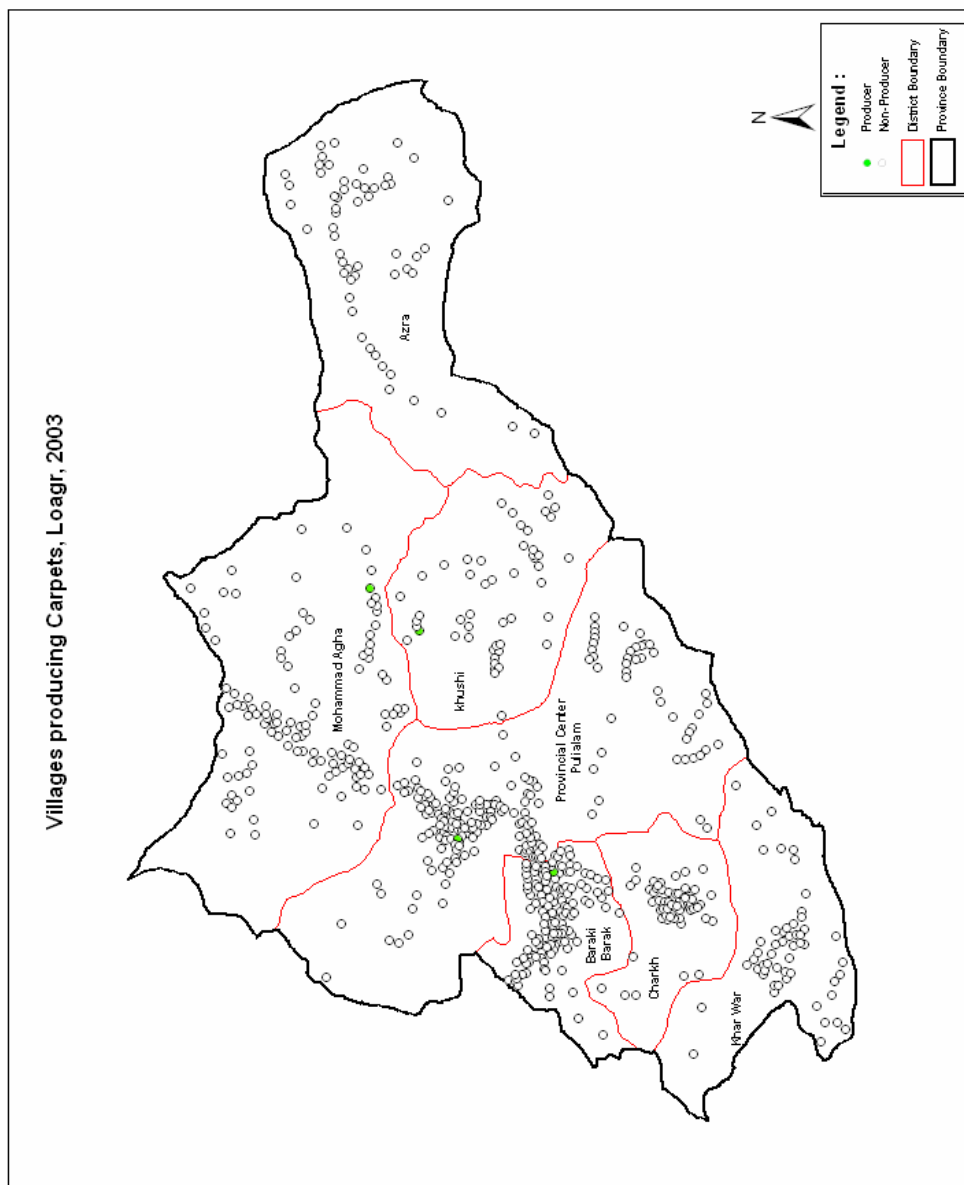 Villages producing Carpets, Loagr, 2003
Azra
Mohammad Agha
khushi
Provincial Center
Pulialam
Baraki
Barak
Charkh
Khar War
N
Legend :
Producer
Non-Producer
District Boundary
Province Boundary